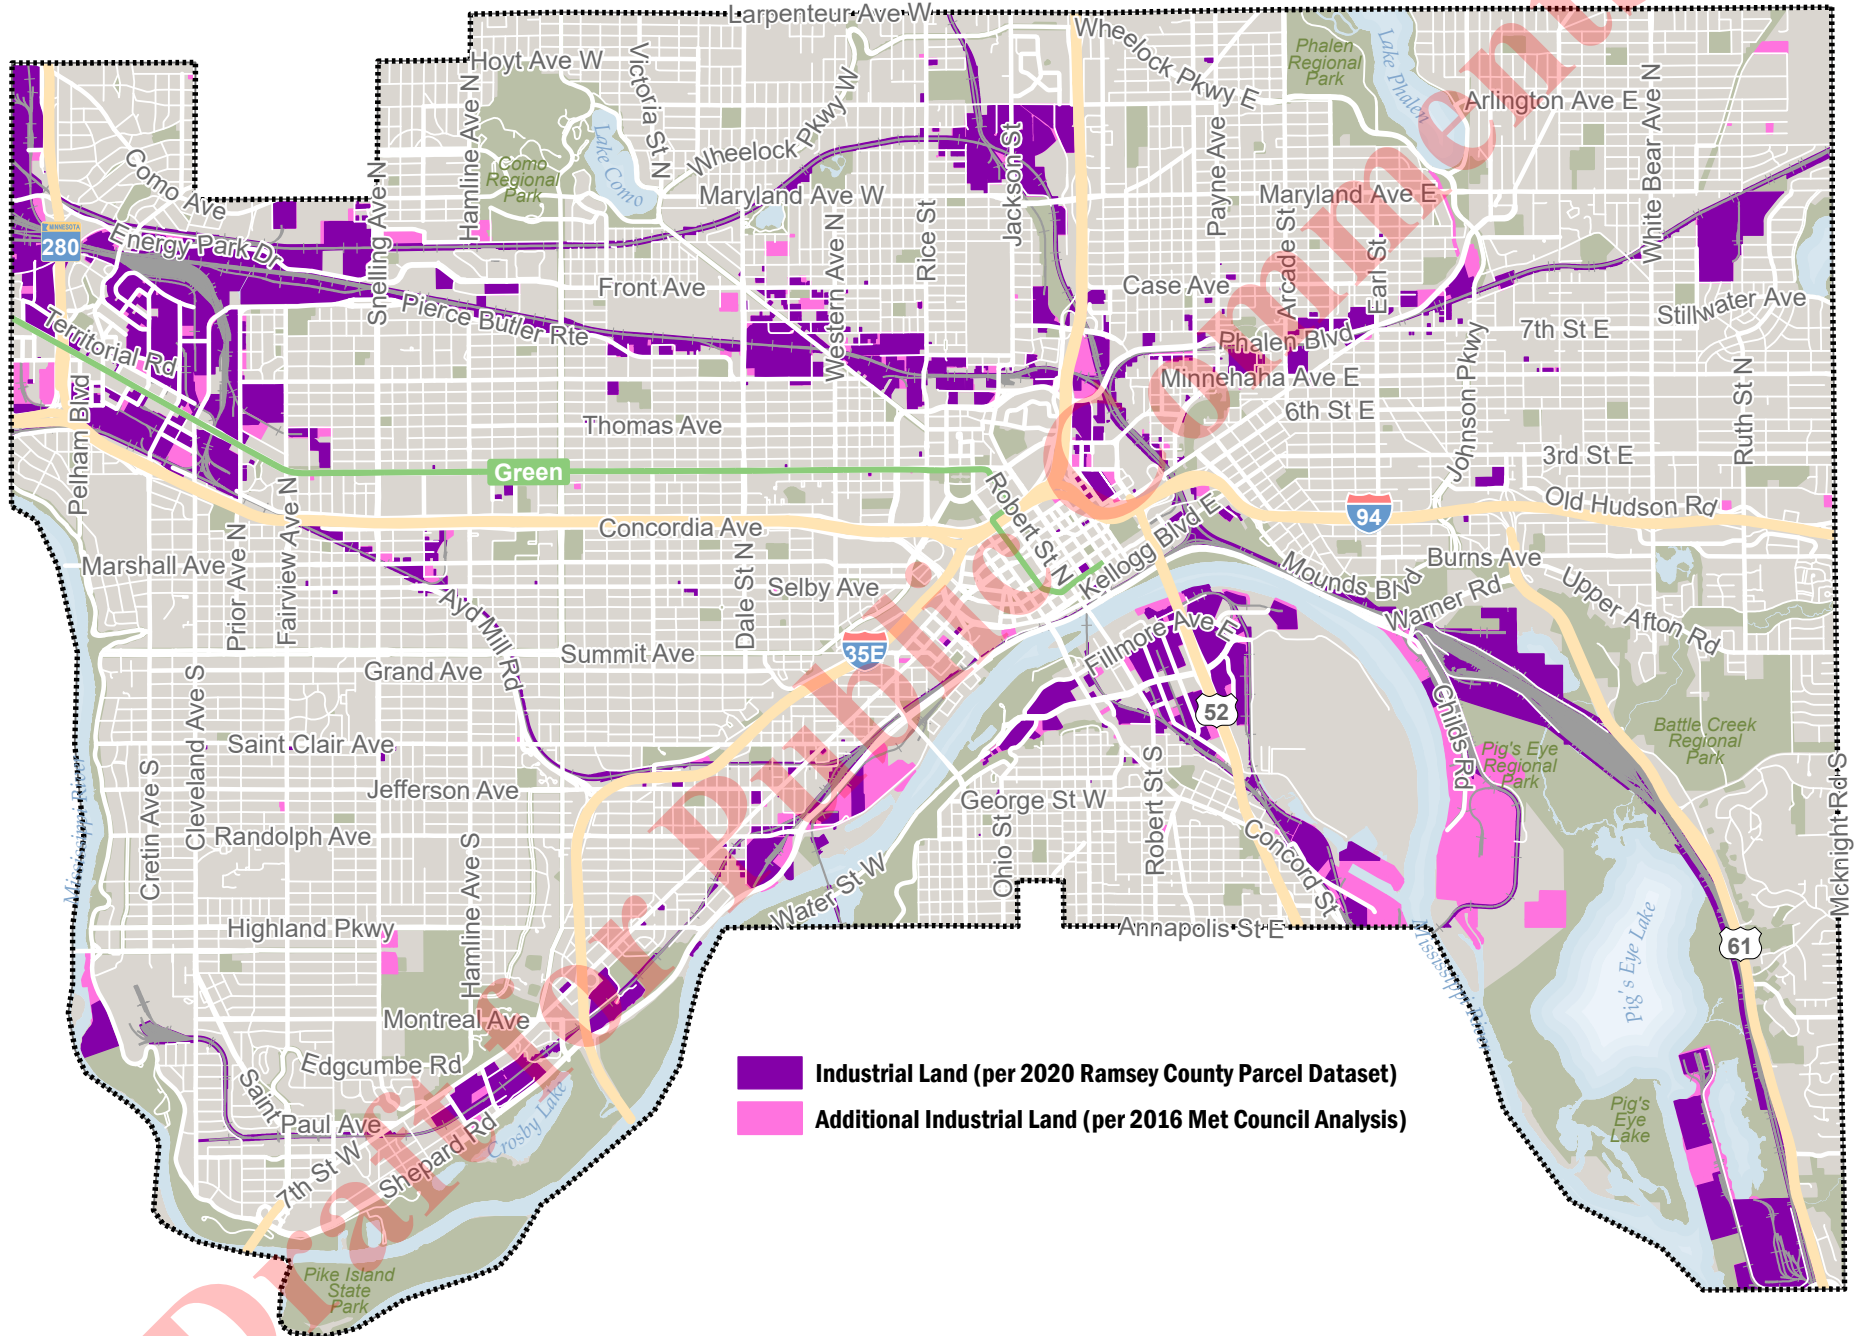 Larpenteur Ave W
Hoyt Ave W
Victoria St N
Wheelock Pkwy W
Wheelock Pkwy E
Phalen
Regional
Park
Lake Phalen
Arlington Ave E
White Bear Ave N
Como Ave
Hamline Ave N
Snelling Ave N
Como
Regional
Park
Lake Como
Maryland Ave W
Jackson St
Payne Ave
Maryland Ave E
MINNESOTA
280
Energy Park Dr
Front Ave
Western Ave N
Rice St
Case Ave
Arcade St
Earl St
Stillwater Ave
Pierce Butler Rte
Territorial Rd
Phalen Blvd
7th St E
Minnehaha Ave E
Johnson Pkwy
Ruth St N
Pelham Blvd
Thomas Ave
6th St E
3rd St E
Green
Robert St N
Old Hudson Rd
94
Concordia Ave
Kellogg Blvd E
Marshall Ave
Prior Ave N
Fairview Ave N
Ayd Mill Rd
Dale St N
Selby Ave
Mounds Blvd
Burns Ave
Warner Rd
Upper Afton Rd
Summit Ave
35E
Fillmore Ave E
Grand Ave
52
Cleveland Ave S
Childs Rd
Saint Clair Ave
Battle Creek
Regional
Park
Pig's Eye
Regional
Park
Mississippi River
Cretin Ave S
Jefferson Ave
George St W
Robert St S
Ohio St
Concord St
Mcknight Rd S
Randolph Ave
Hamline Ave S
Water St W
Highland Pkwy
Annapolis St E
Mississippi River
Pig's Eye Lake
61
Montreal Ave
Edgcumbe Rd
Saint
Paul Ave
Crosby Lake
7th St W
Shepard Rd
Pig's
Eye
Lake
Pike Island
State
Park
Industrial Land (per 2020 Ramsey County Parcel Dataset)
Additional Industrial Land (per 2016 Met Council Analysis)
Draft for Public Comment